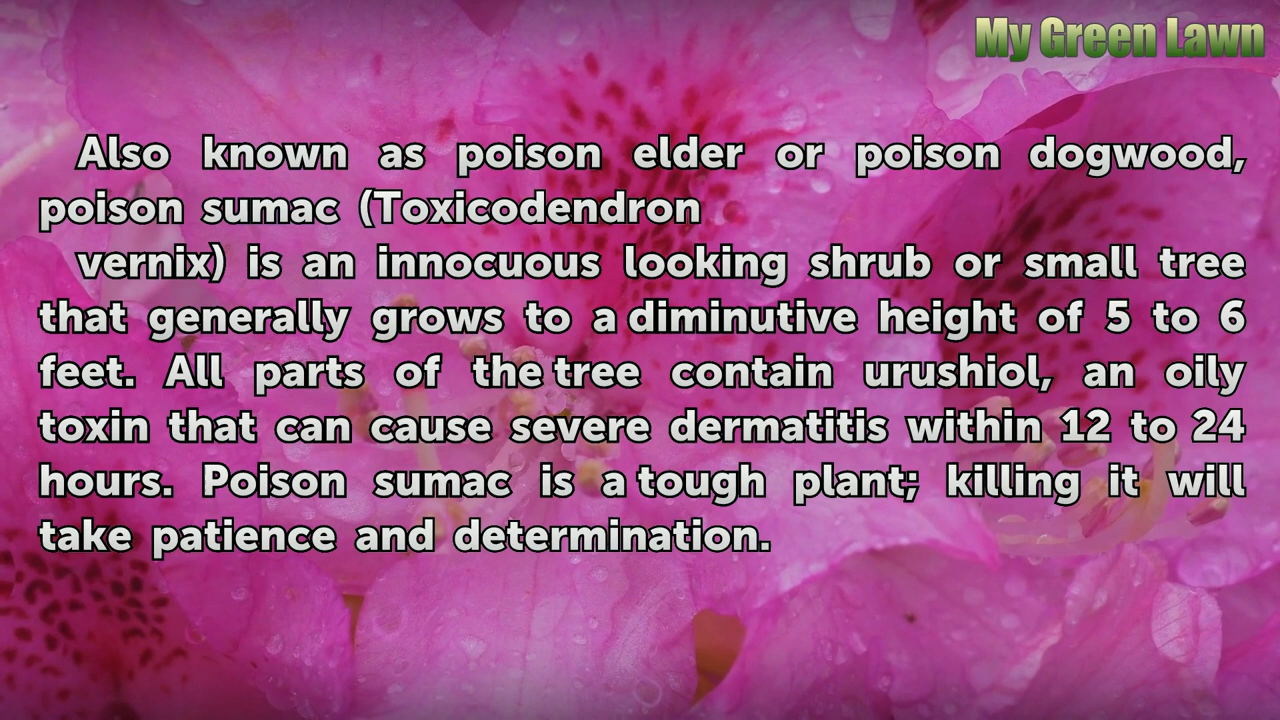 My Green Lawn
Also known as poison elder or poison dogwood,
poison sumac (Toxicodendron
vernix) is an innocuous looking shrub or small tree
that generally grows to a diminutive height of 5 to 6
feet. All parts of the tree contain urushiol, an oily
toxin that can cause severe dermatitis within 12 to 24
hours. Poison sumac is a tough plant; killing it will
take patience and determination.